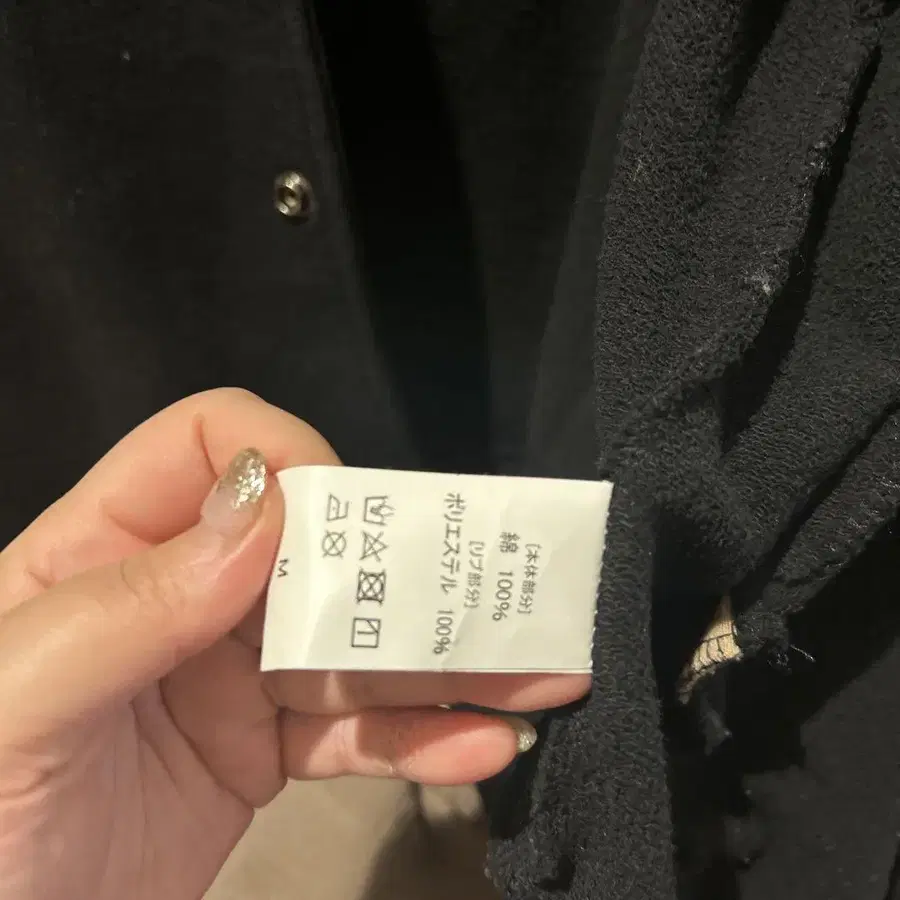 [本体部分]
綿 100%
[リブ部分]
ポリエステル 100%
M